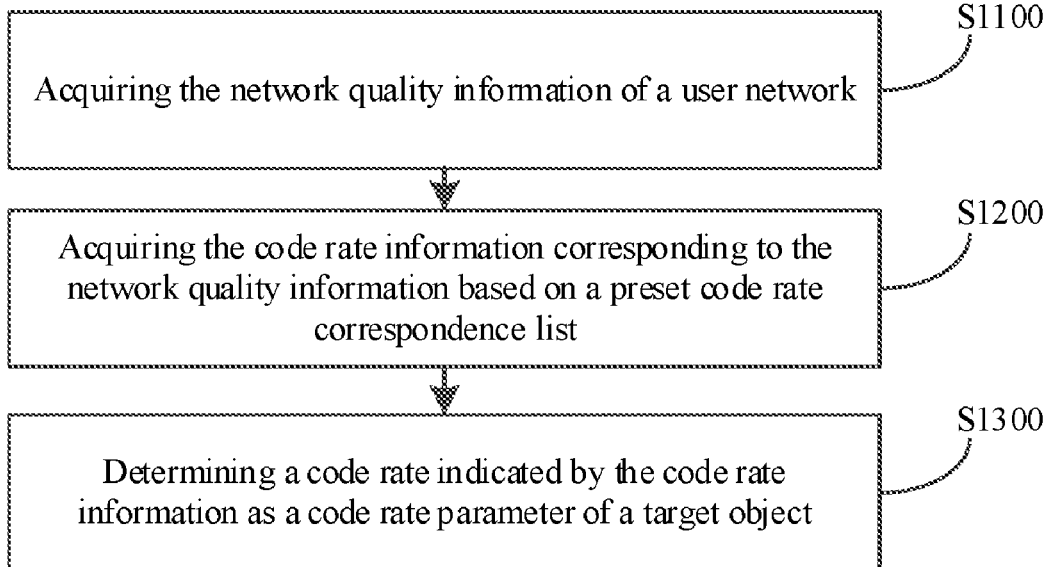 S1100
Acquiring the network quality information of a user network
S1200
Acquiring the code rate information corresponding to the
network quality information based on a preset code rate
correspondence list
S1300
Determining a code rate indicated by the code rate
information as a code rate parameter of a target object